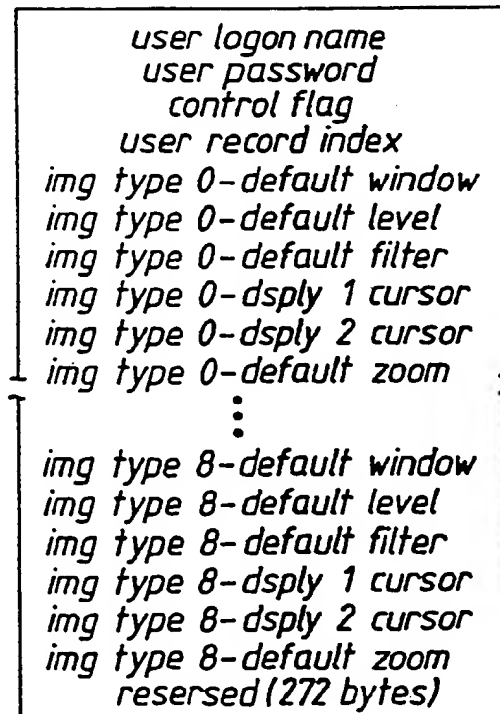 user logon name
user password
control flag
user record index
img type 0-default window
img type 0-default level
img type 0-default filter
img type 0-dsply 1 cursor
img type 0-dsply 2 cursor
img type 0-default zoom
⋮
img type 8-default window
img type 8-default level
img type 8-default filter
img type 8-dsply 1 cursor
img type 8-dsply 2 cursor
img type 8-default zoom
resersed (272 bytes)